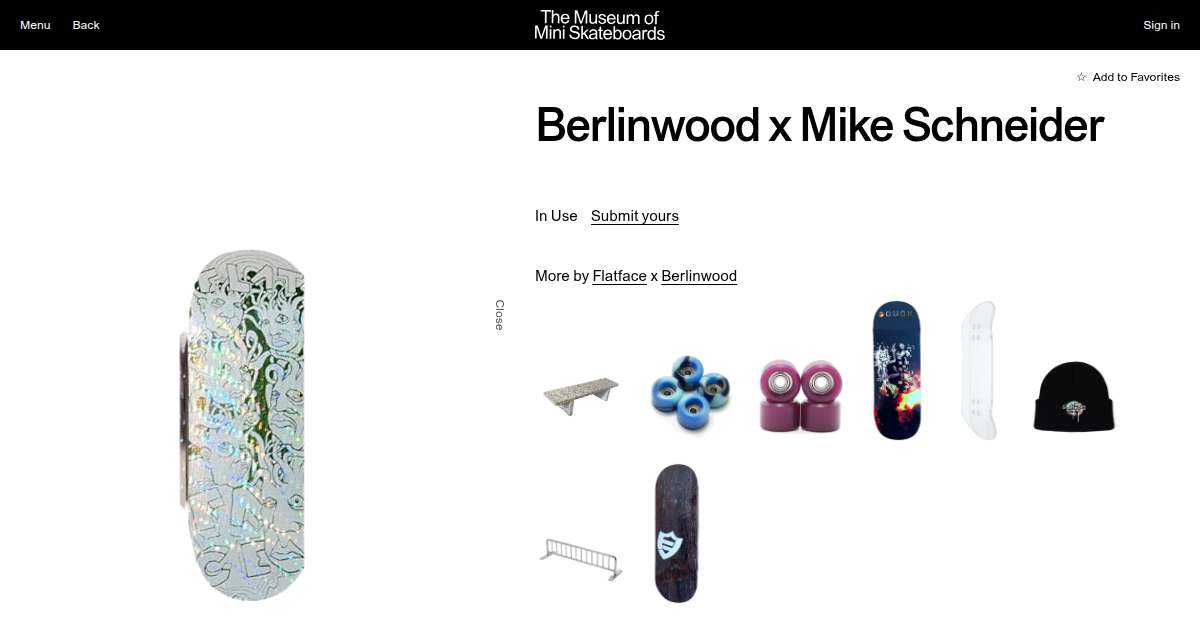 Menu Back
The Museum of
Mini Skateboards
Sign in
☆ Add to Favorites
Berlinwood x Mike Schneider
In Use Submit yours
More by Flatface x Berlinwood
Close
FLAT